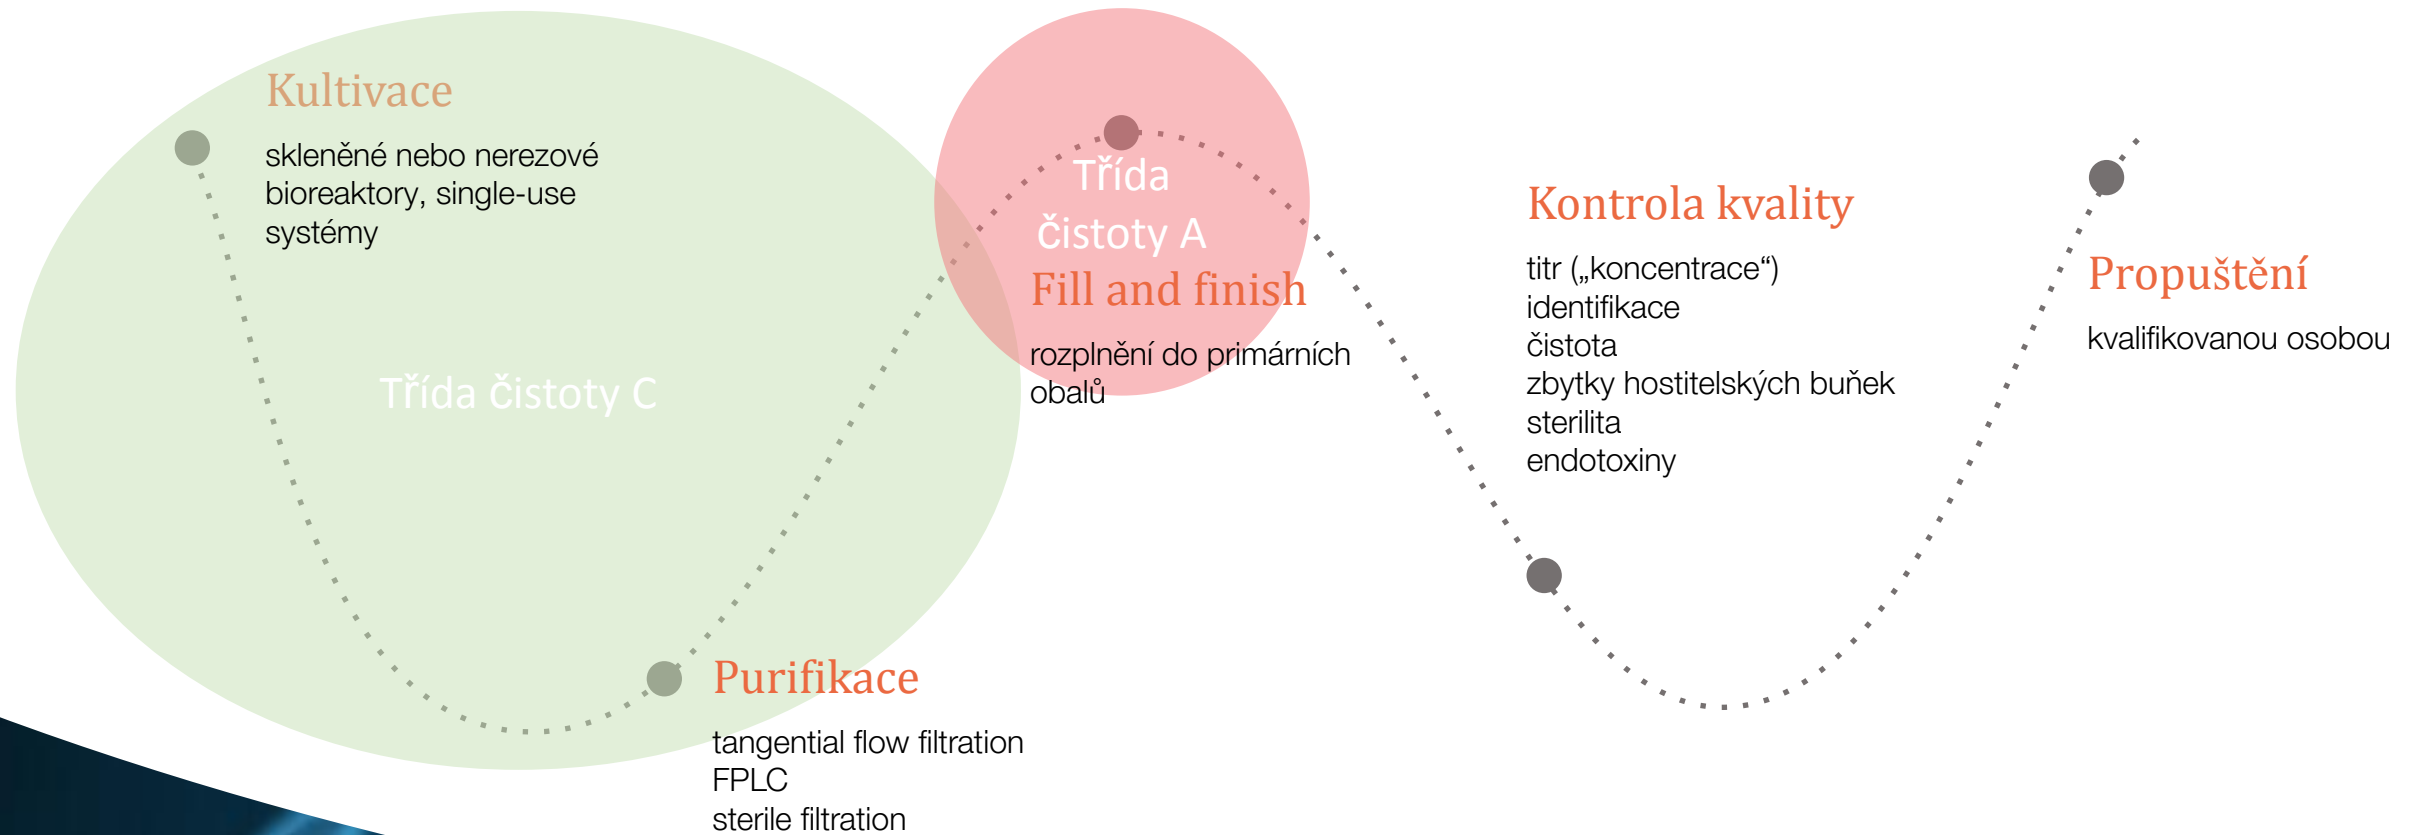 Kultivace
skleněné nebo nerezové
bioreaktory, single-use
systémy
Třída čistoty C
Purifikace
tangential flow filtration
FPLC
sterile filtration
Třída
čistoty A
Fill and finish
rozplnění do primárních
obalů
Kontrola kvality
titr („koncentrace“)
identifikace
čistota
zbytky hostitelských buňek
sterilita
endotoxiny
Propuštění
kvalifikovanou osobou